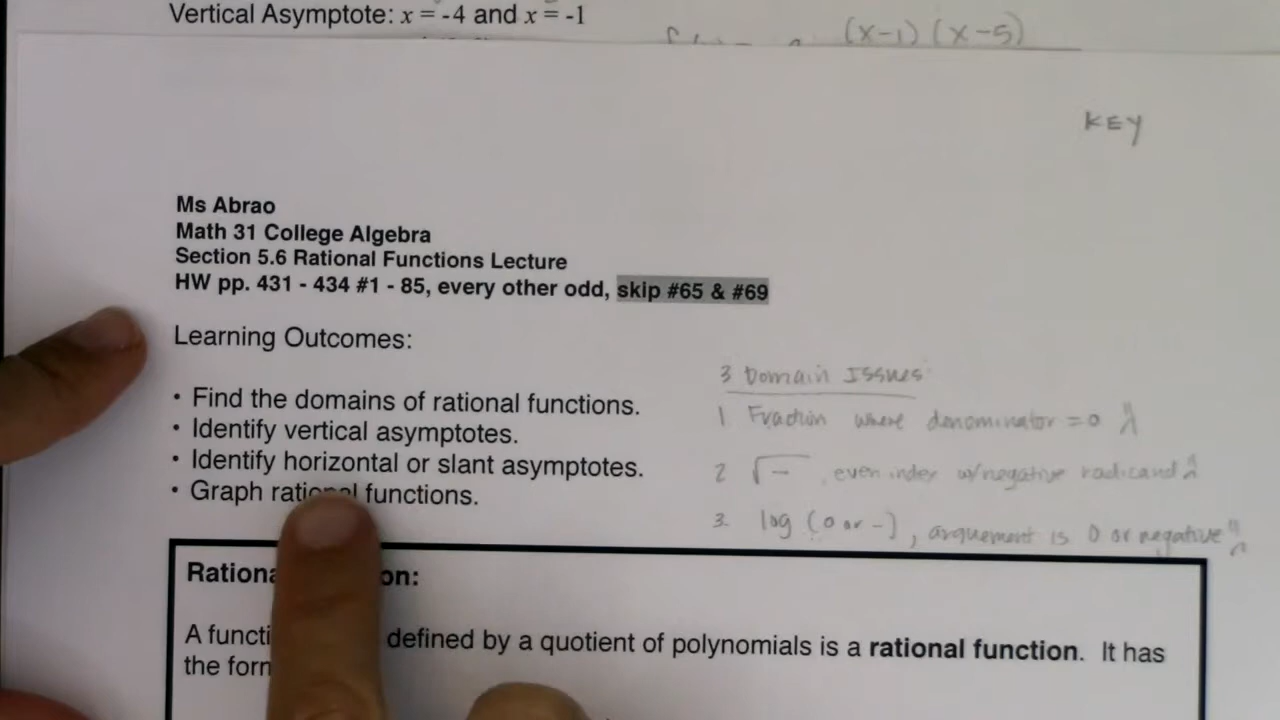 Vertical Asymptote: x = -4 and x = -1
(x-1) (x-5)
KEY
Ms Abrao
Math 31 College Algebra
Section 5.6 Rational Functions Lecture
HW pp. 431 - 434 #1 - 85, every other odd, skip #65 & #69
Learning Outcomes:
• Find the domains of rational functions.
• Identify vertical asymptotes.
• Identify horizontal or slant asymptotes.
• Graph rational functions.
3 Domain Issues
1. Fraction where denominator = 0
2 √- , even index w/negative radicand
3. log (0 or -), arguement is 0 or negative
Rationa on:
A functi defined by a quotient of polynomials is a rational function. It has
the forn